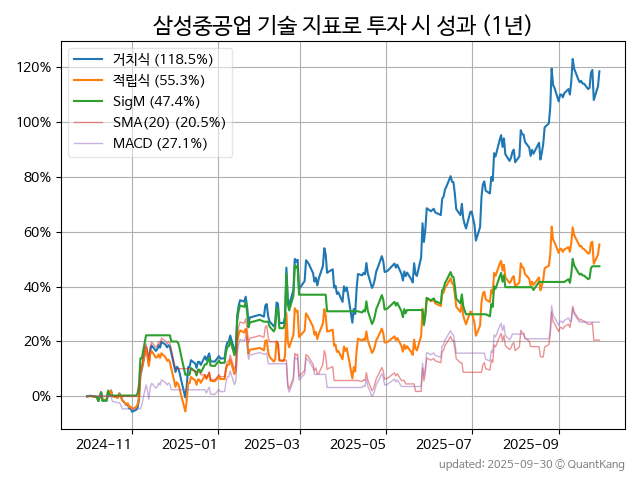 삼성중공업 기술 지표로 투자 시 성과 (1년)
거치식 (118.5%)
적립식 (55.3%)
SigM (47.4%)
SMA(20) (20.5%)
MACD (27.1%)
120%
100%
80%
60%
40%
20%
0%
2024-11 2025-01 2025-03 2025-05 2025-07 2025-09
updated: 2025-09-30 © QuantKang